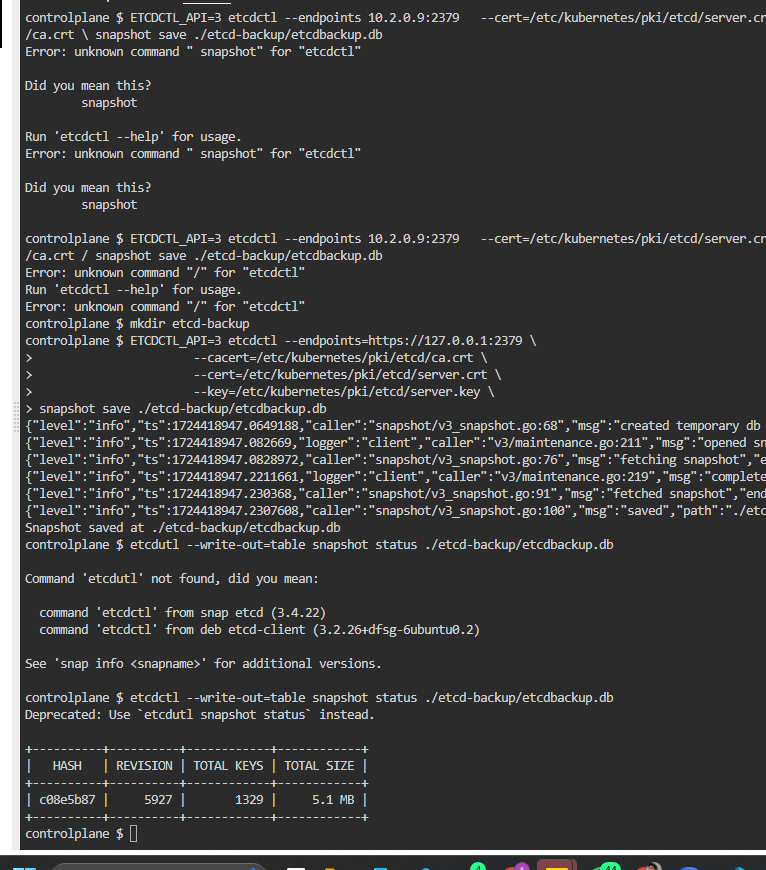 controlplane $ ETCDCTL_API=3 etcdctl --endpoints 10.2.0.9:2379   --cert=/etc/kubernetes/pki/etcd/server.cr
/ca.crt \ snapshot save ./etcd-backup/etcdbackup.db
Error: unknown command " snapshot" for "etcdctl"
Did you mean this?
        snapshot
Run 'etcdctl --help' for usage.
Error: unknown command " snapshot" for "etcdctl"
Did you mean this?
        snapshot
controlplane $ ETCDCTL_API=3 etcdctl --endpoints 10.2.0.9:2379   --cert=/etc/kubernetes/pki/etcd/server.cr
/ca.crt / snapshot save ./etcd-backup/etcdbackup.db
Error: unknown command "/" for "etcdctl"
Run 'etcdctl --help' for usage.
Error: unknown command "/" for "etcdctl"
controlplane $ mkdir etcd-backup
controlplane $ ETCDCTL_API=3 etcdctl --endpoints=https://127.0.0.1:2379 \
>                       --cacert=/etc/kubernetes/pki/etcd/ca.crt \
>                       --cert=/etc/kubernetes/pki/etcd/server.crt \
>                       --key=/etc/kubernetes/pki/etcd/server.key \
> snapshot save ./etcd-backup/etcdbackup.db
{"level":"info","ts":1724418947.0649188,"caller":"snapshot/v3_snapshot.go:68","msg":"created temporary db
{"level":"info","ts":1724418947.082669,"logger":"client","caller":"v3/maintenance.go:211","msg":"opened sn
{"level":"info","ts":1724418947.0828972,"caller":"snapshot/v3_snapshot.go:76","msg":"fetching snapshot","e
{"level":"info","ts":1724418947.2211661,"logger":"client","caller":"v3/maintenance.go:219","msg":"complete
{"level":"info","ts":1724418947.230368,"caller":"snapshot/v3_snapshot.go:91","msg":"fetched snapshot","end
{"level":"info","ts":1724418947.2307608,"caller":"snapshot/v3_snapshot.go:100","msg":"saved","path":"./etc
Snapshot saved at ./etcd-backup/etcdbackup.db
controlplane $ etcdutl --write-out=table snapshot status ./etcd-backup/etcdbackup.db
Command 'etcdutl' not found, did you mean:
  command 'etcdctl' from snap etcd (3.4.22)
  command 'etcdctl' from deb etcd-client (3.2.26+dfsg-6ubuntu0.2)
See 'snap info <snapname>' for additional versions.
controlplane $ etcdctl --write-out=table snapshot status ./etcd-backup/etcdbackup.db
Deprecated: Use `etcdutl snapshot status` instead.
+----------+----------+------------+------------+
|   HASH   | REVISION | TOTAL KEYS | TOTAL SIZE |
+----------+----------+------------+------------+
| c08e5b87 |     5927 |       1329 |     5.1 MB |
+----------+----------+------------+------------+
controlplane $